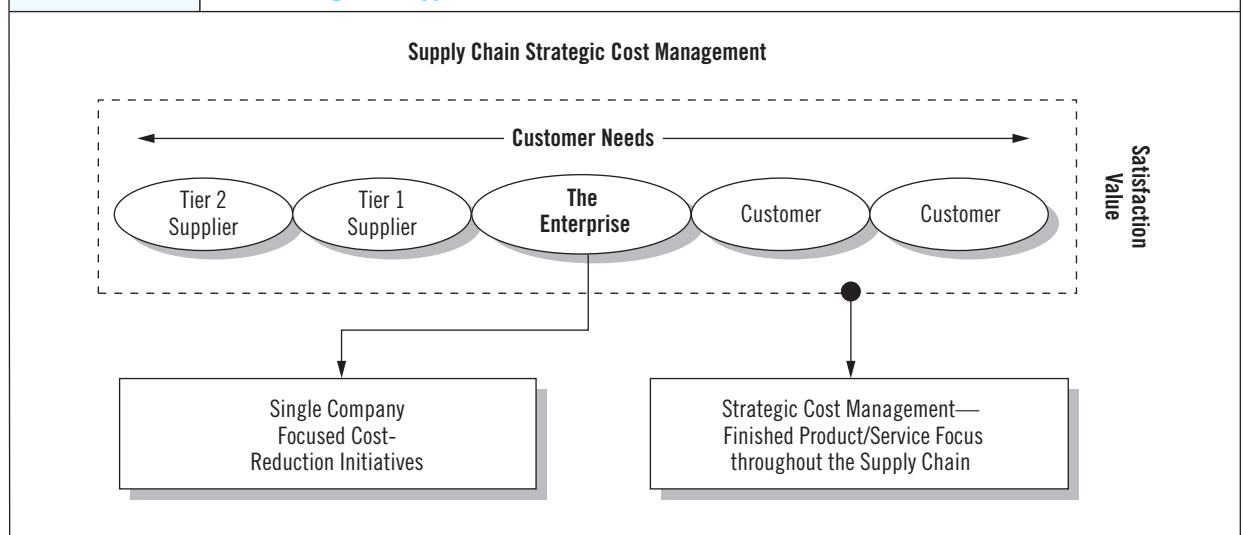 Supply Chain Strategic Cost Management
Customer Needs
Tier 2
Supplier
Tier 1
Supplier
The
Enterprise
Customer
Customer
Satisfaction
Value
Single Company
Focused Cost-
Reduction Initiatives
Strategic Cost Management—
Finished Product/Service Focus
throughout the Supply Chain